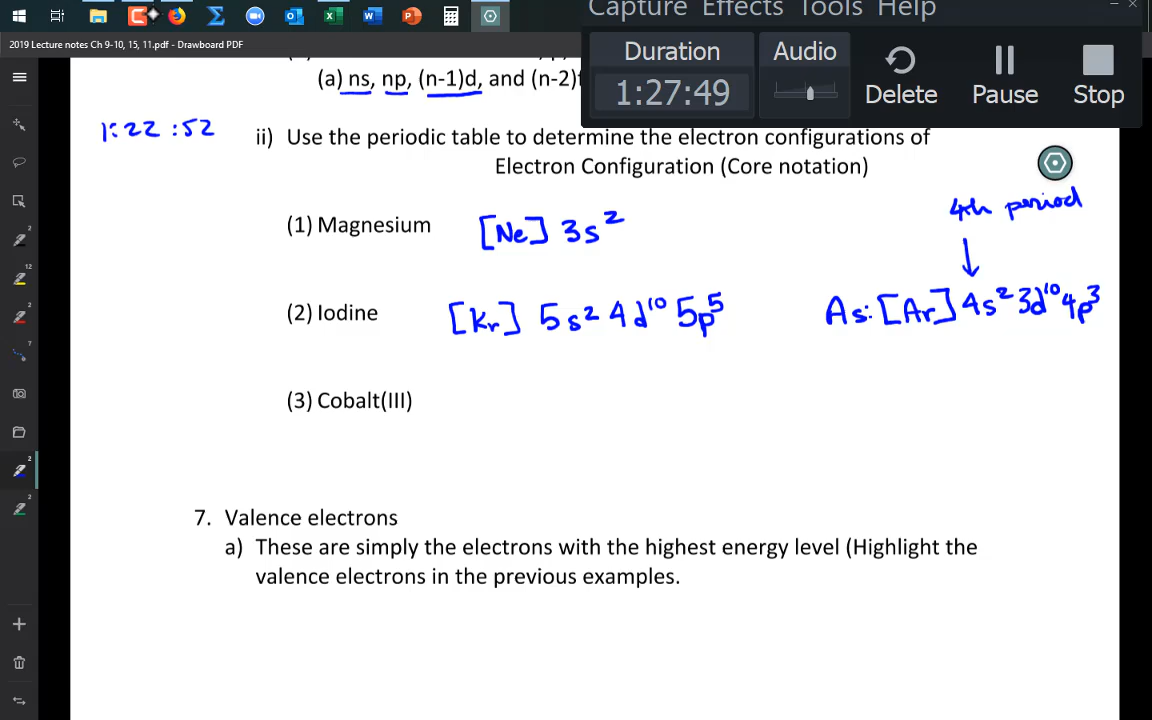 Capture Effects Tools Help
2019 Lecture notes Ch 9-10, 15, 11.pdf - Drawboard PDF
Duration
1:27:49
Audio
Delete
Pause
Stop
(a) ns, np, (n-1)d, and (n-2)f
1:22:52
ii) Use the periodic table to determine the electron configurations of
Electron Configuration (Core notation)
4th period
(1) Magnesium [Ne] 3s²
(2) Iodine [Kr] 5s² 4d¹⁰ 5p⁵ As: [Ar] 4s² 3d¹⁰ 4p³
(3) Cobalt(III)
7. Valence electrons
a) These are simply the electrons with the highest energy level (Highlight the
valence electrons in the previous examples.